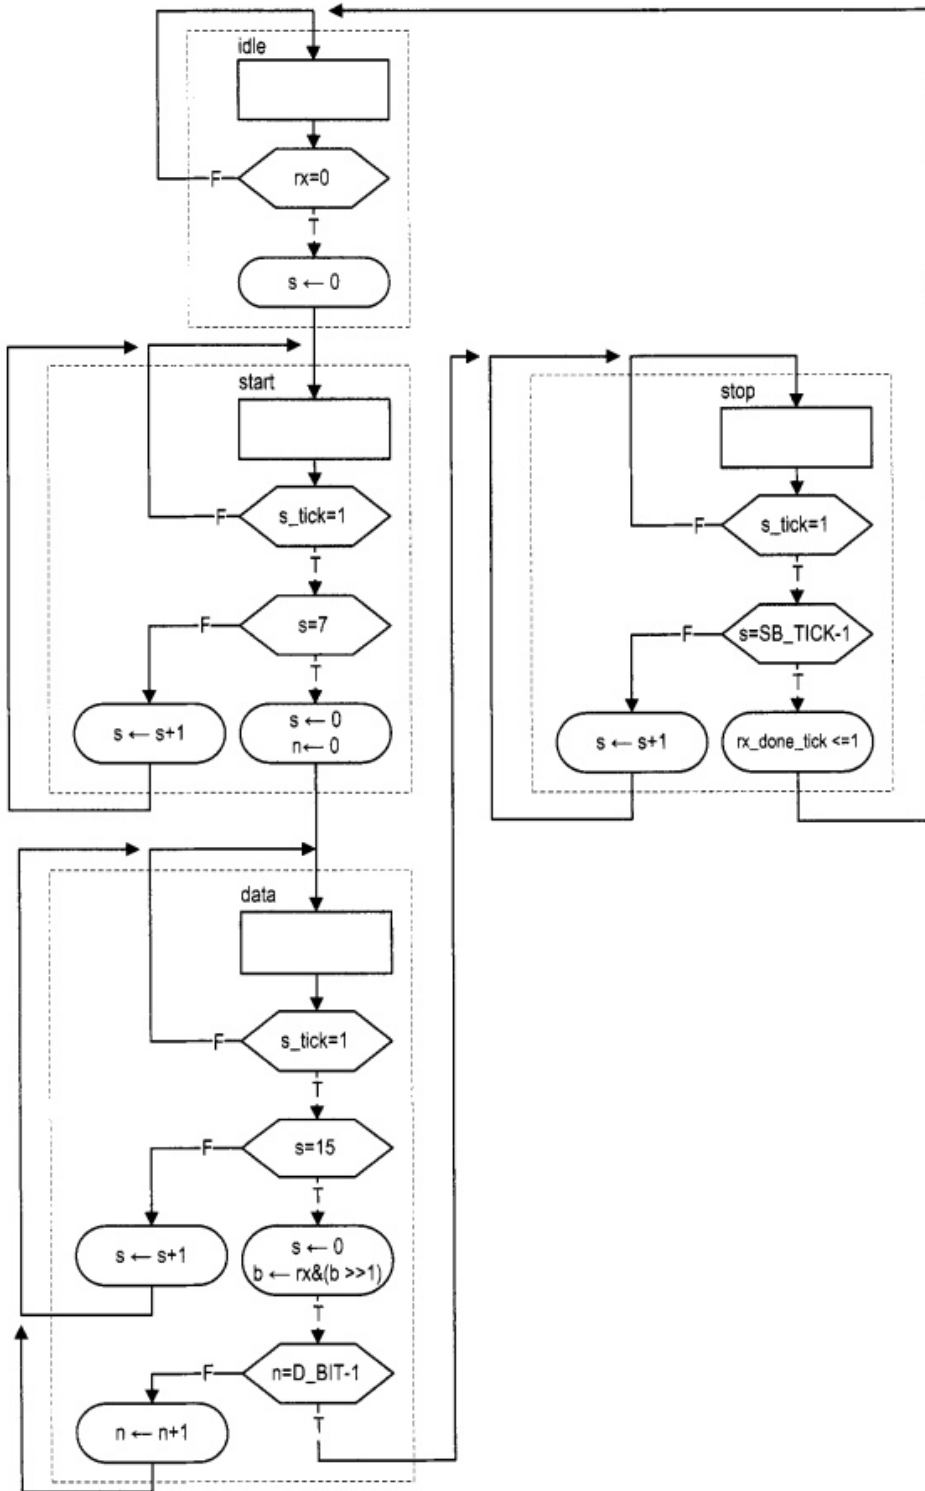 idle
rx=0
F
T
s ← 0
start
s_tick=1
F
T
s=7
F
T
s ← s+1
s ← 0
n← 0
data
s_tick=1
F
T
s=15
F
T
s ← s+1
s ← 0
b ← rx&(b >>1)
T
n=D_BIT-1
F
T
n ← n+1
stop
s_tick=1
F
T
s=SB_TICK-1
F
T
s ← s+1
rx_done_tick <=1